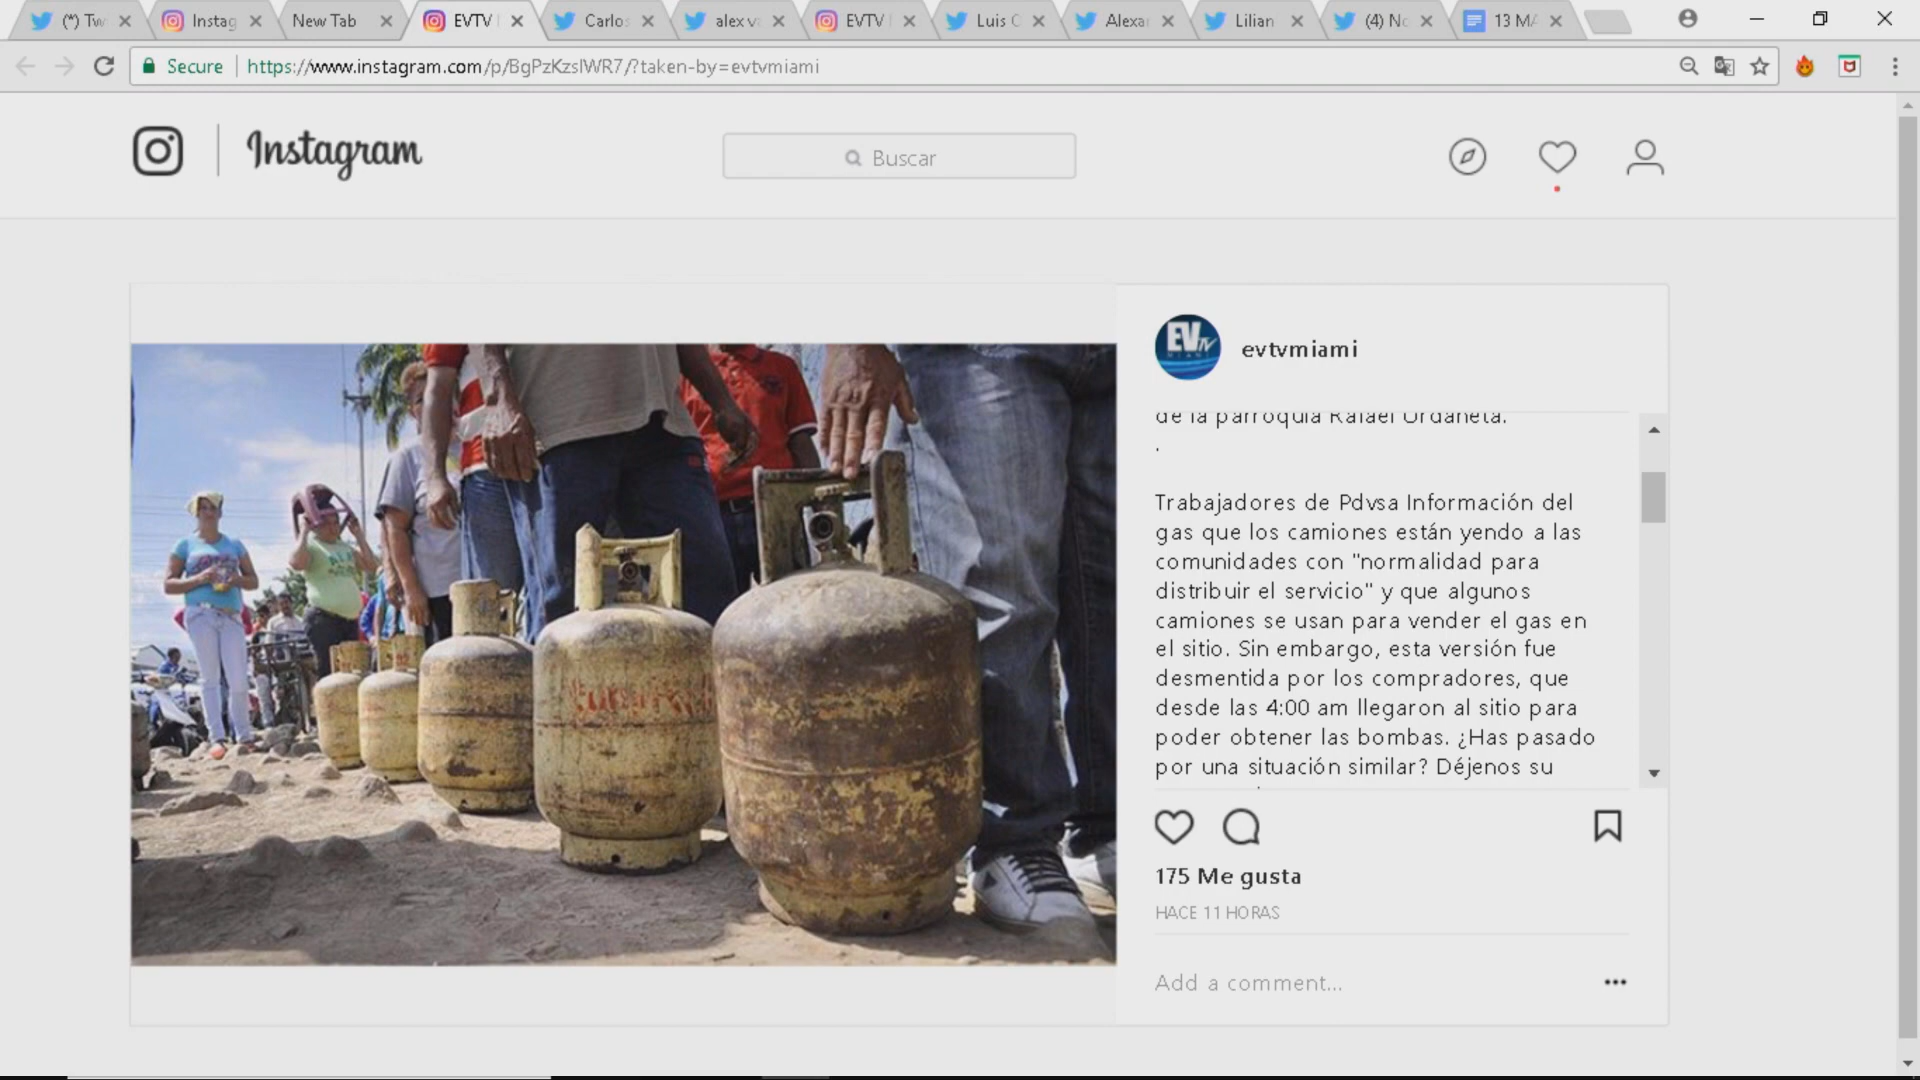 (*) Tw
Instag
New Tab
EVTV
Carlo
alex v
EVTV
Luis C
Alexa
Lilian
(4) No
13 MA
Secure
https://www.instagram.com/p/BgPzKzslWR7/?taken-by=evtvmiami
Instagram
Buscar
EVtv
MIAMI
evtvmiami
de la parroquia Rafael Urdaneta.
.
Trabajadores de Pdvsa Información del
gas que los camiones están yendo a las
comunidades con "normalidad para
distribuir el servicio" y que algunos
camiones se usan para vender el gas en
el sitio. Sin embargo, esta versión fue
desmentida por los compradores, que
desde las 4:00 am llegaron al sitio para
poder obtener las bombas. ¿Has pasado
por una situación similar? Déjenos su
175 Me gusta
HACE 11 HORAS
Add a comment...